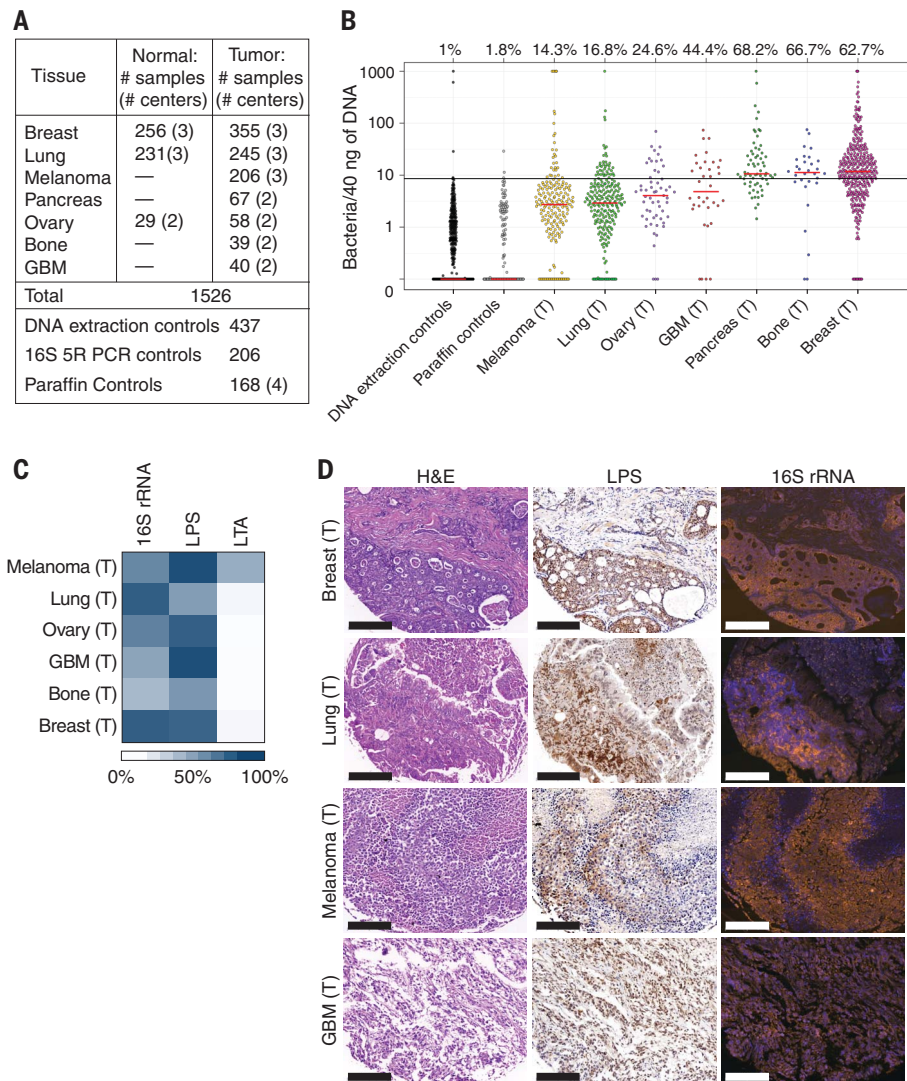 A
Tissue
Normal:
# samples
(# centers)
Tumor:
# samples
(# centers)
Breast 256 (3) 355 (3)
Lung 231(3) 245 (3)
Melanoma — 206 (3)
Pancreas — 67 (2)
Ovary 29 (2) 58 (2)
Bone — 39 (2)
GBM — 40 (2)
Total 1526
DNA extraction controls 437
16S 5R PCR controls 206
Paraffin Controls 168 (4)
B
1% 1.8% 14.3% 16.8% 24.6% 44.4% 68.2% 66.7% 62.7%
Bacteria/40 ng of DNA
1000
100
10
1
0
DNA extraction controls
Paraffin controls
Melanoma (T)
Lung (T)
Ovary (T)
GBM (T)
Pancreas (T)
Bone (T)
Breast (T)
C
16S rRNA
LPS
LTA
Melanoma (T)
Lung (T)
Ovary (T)
GBM (T)
Bone (T)
Breast (T)
0% 50% 100%
D
H&E LPS 16S rRNA
Breast (T)
Lung (T)
Melanoma (T)
GBM (T)